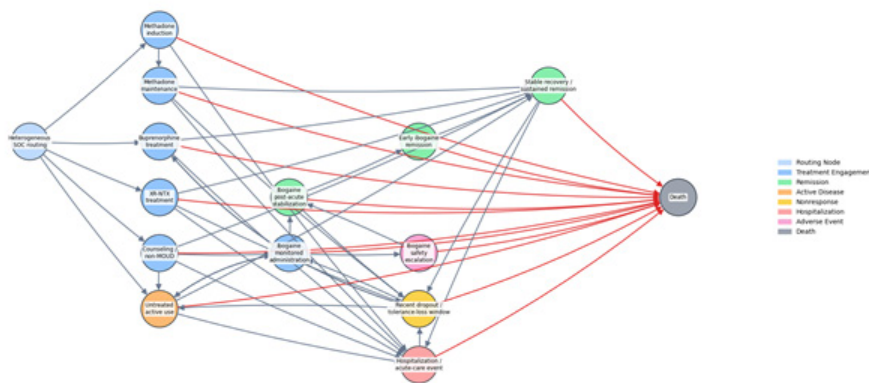 Methadone
induction
Methadone
maintenance
Stable recovery /
sustained remission
Heterogeneous
SOC routing
Buprenorphine
treatment
Early ibogaine
remission
XR-NTX
treatment
Ibogaine
post-acute
stabilization
Death
Counseling /
non-MOUD
Ibogaine
monitored
administration
Ibogaine
safety
escalation
Untreated
active use
Recent dropout /
tolerance-loss window
Hospitalization /
acute-care event
Routing Node
Treatment Engagement
Remission
Active Disease
Nonresponse
Hospitalization
Adverse Event
Death